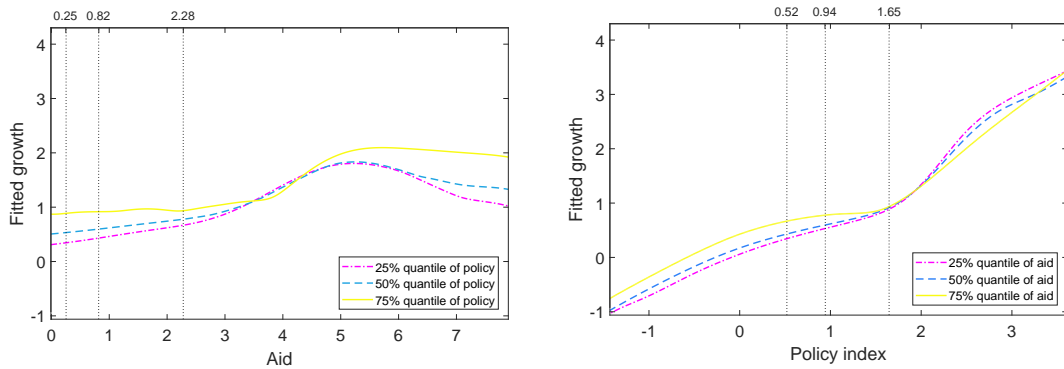 0.25 0.82 2.28
4
3
2
1
0
-1
Fitted growth
0 1 2 3 4 5 6 7
Aid
25% quantile of policy
50% quantile of policy
75% quantile of policy
0.52 0.94 1.65
4
3
2
1
0
-1
Fitted growth
-1 0 1 2 3
Policy index
25% quantile of aid
50% quantile of aid
75% quantile of aid